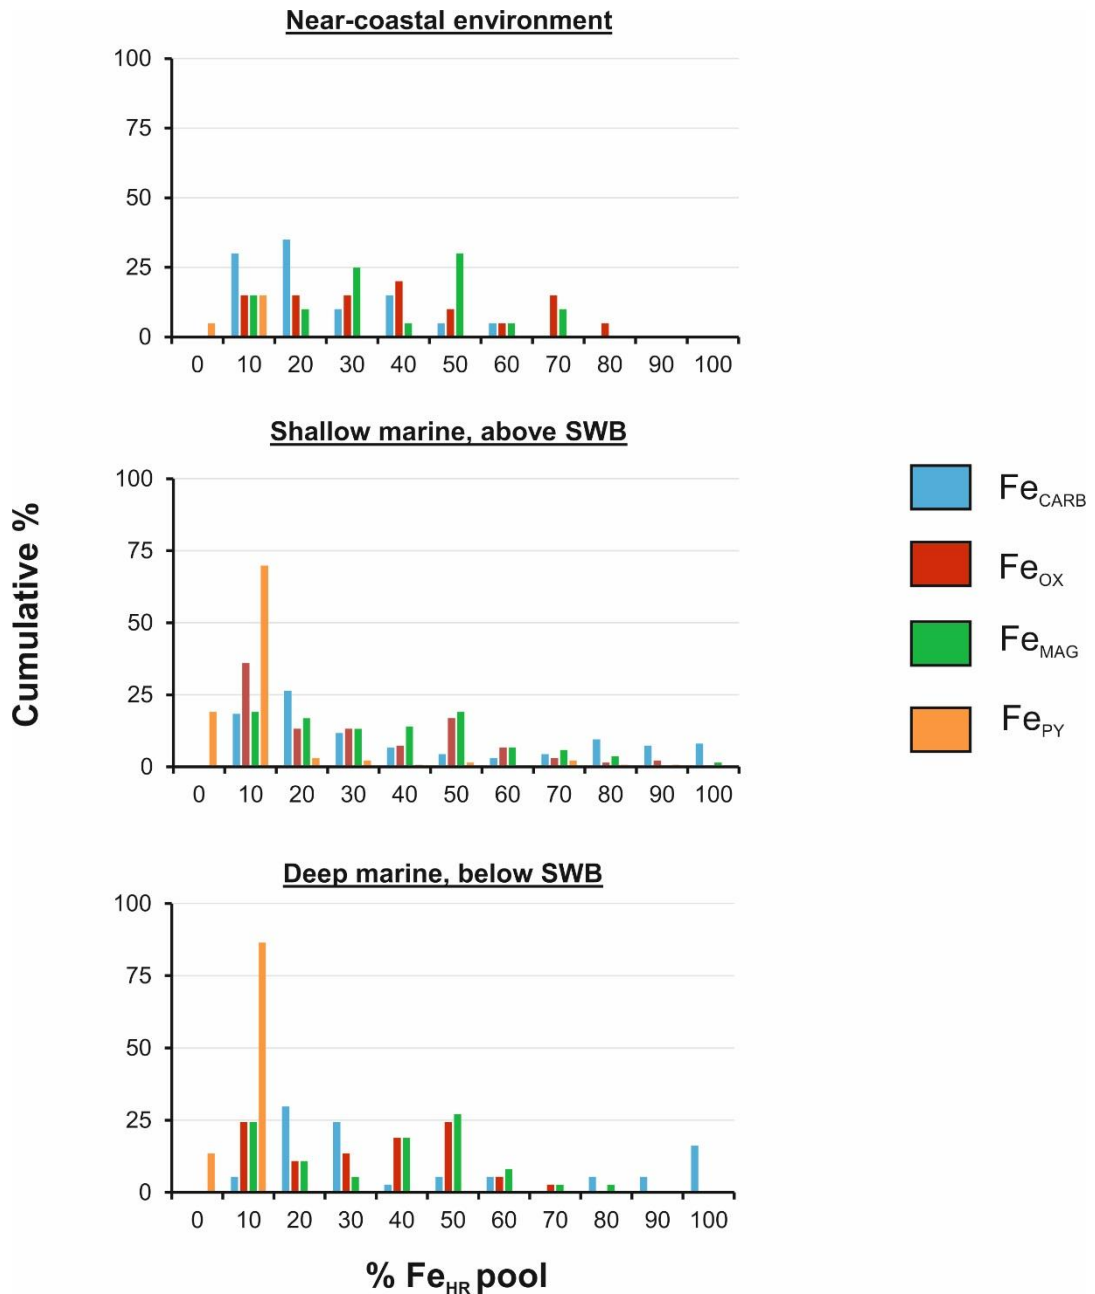 Near-coastal environment
100
75
50
25
0
0 10 20 30 40 50 60 70 80 90 100
Shallow marine, above SWB
100
75
50
25
0
0 10 20 30 40 50 60 70 80 90 100
Deep marine, below SWB
100
75
50
25
0
0 10 20 30 40 50 60 70 80 90 100
Cumulative %
% FeHR pool
FeCARB
FeOX
FeMAG
FePY